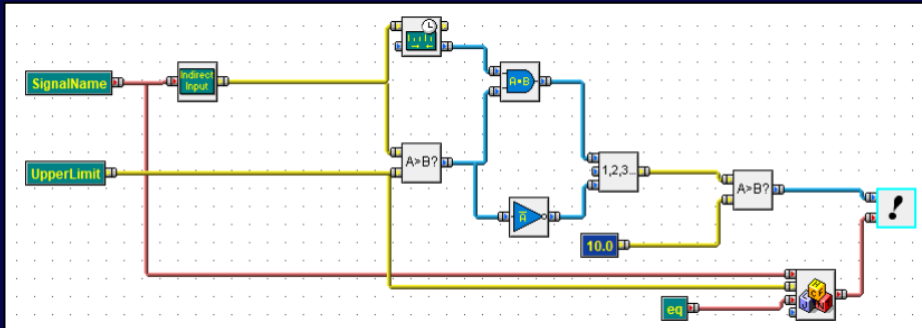 SignalName
Indirect
Input
A•B
A>B?
UpperLimit
1,2,3...
A>B?
A
10.0
!
eq